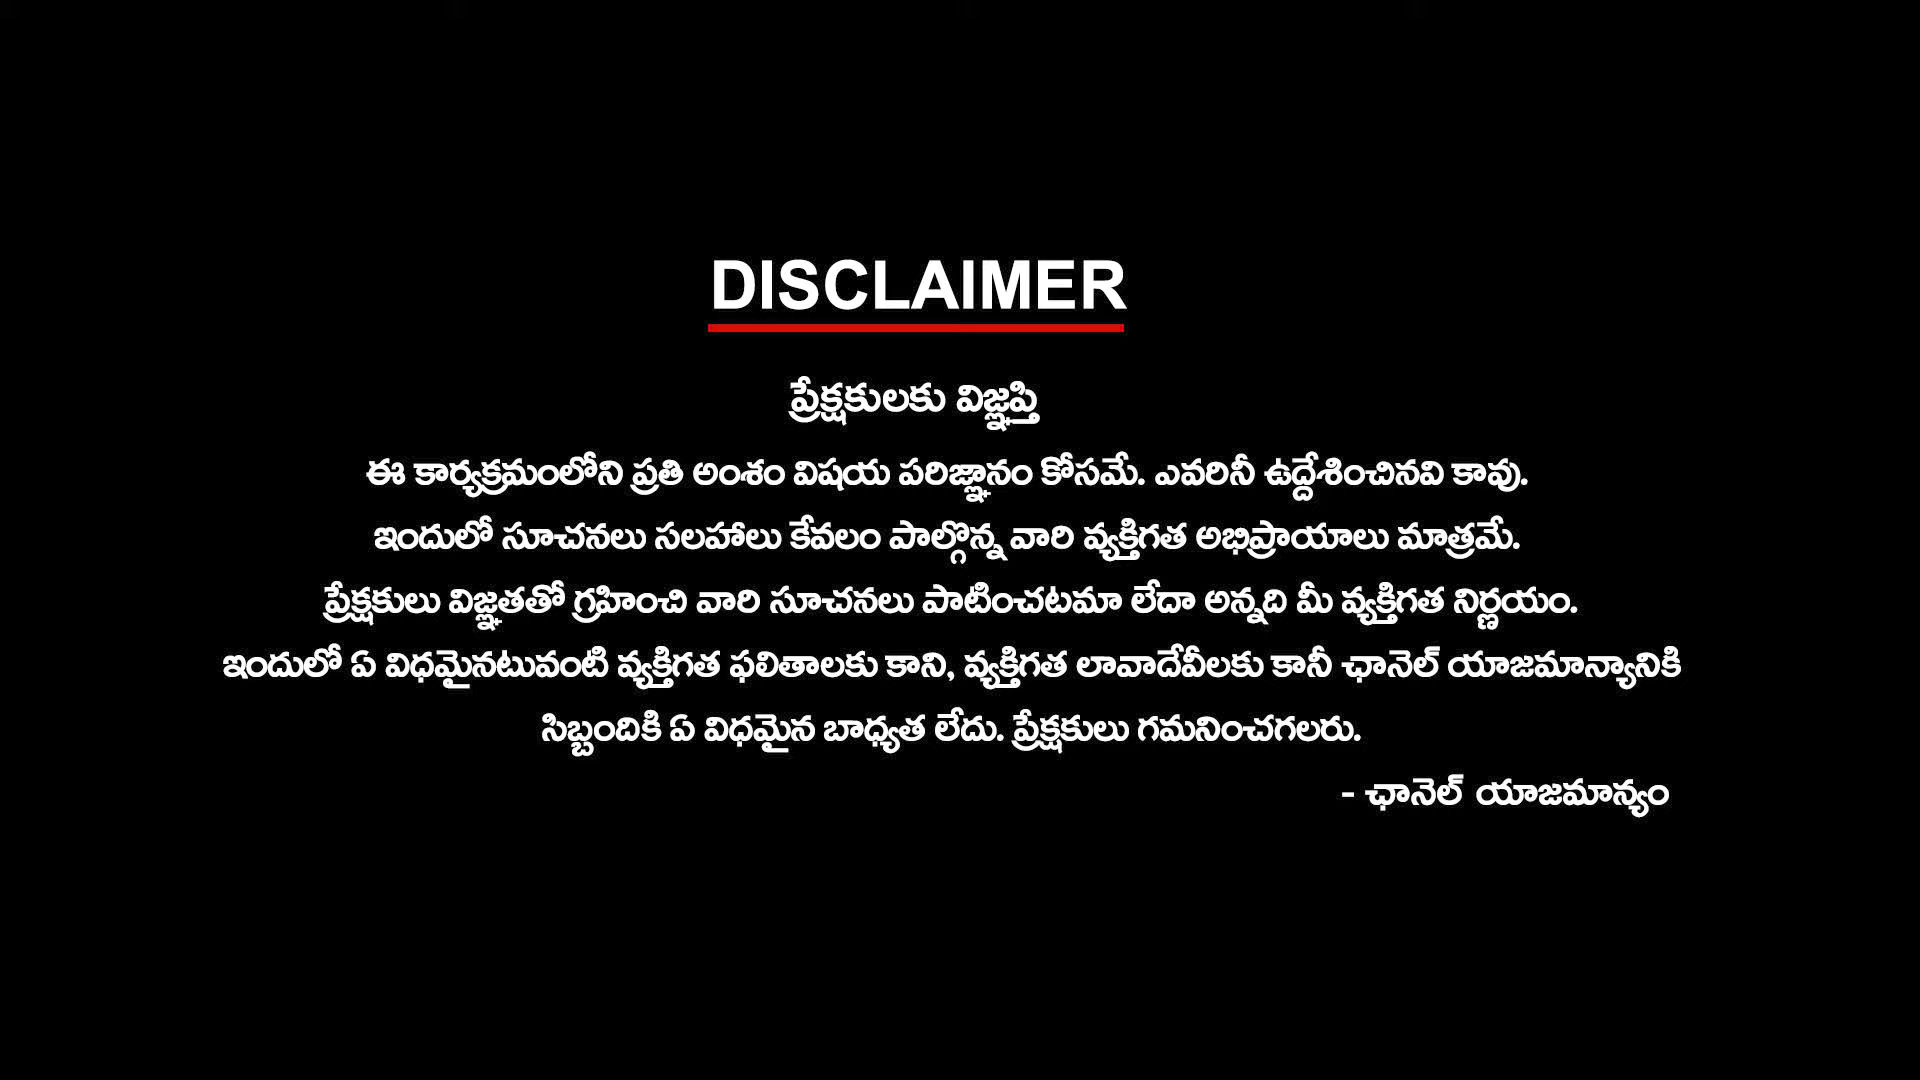 DISCLAIMER
ప్రేక్షకులకు విజ్ఞప్తి
ఈ కార్యక్రమంలోని ప్రతి అంశం విషయ పరిజ్ఞానం కోసమే. ఎవరినీ ఉద్దేశించినవి కావు.
ఇందులో సూచనలు సలహాలు కేవలం పాల్గొన్న వారి వ్యక్తిగత అభిప్రాయాలు మాత్రమే.
ప్రేక్షకులు విజ్ఞతతో గ్రహించి వారి సూచనలు పాటించటమా లేదా అన్నది మీ వ్యక్తిగత నిర్ణయం.
ఇందులో ఏ విధమైనటువంటి వ్యక్తిగత ఫలితాలకు కాని, వ్యక్తిగత లావాదేవీలకు కానీ ఛానెల్ యాజమాన్యానికి
సిబ్బందికి ఏ విధమైన బాధ్యత లేదు. ప్రేక్షకులు గమనించగలరు.
- ఛానెల్ యాజమాన్యం